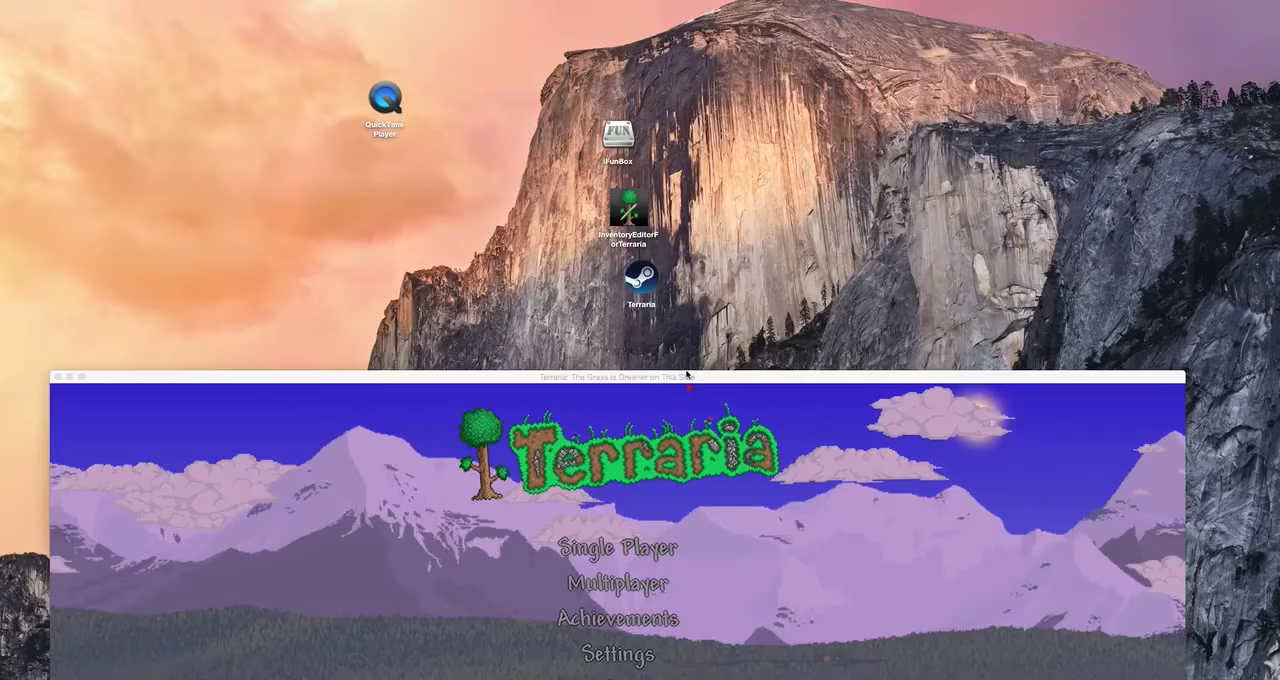 QuickTime
Player
FUN
iFunBox
InventoryEditorF
orTerraria
Terraria
Terraria: The Grass is Greener on This Side
Terraria
Single Player
Multiplayer
Achievements
Settings